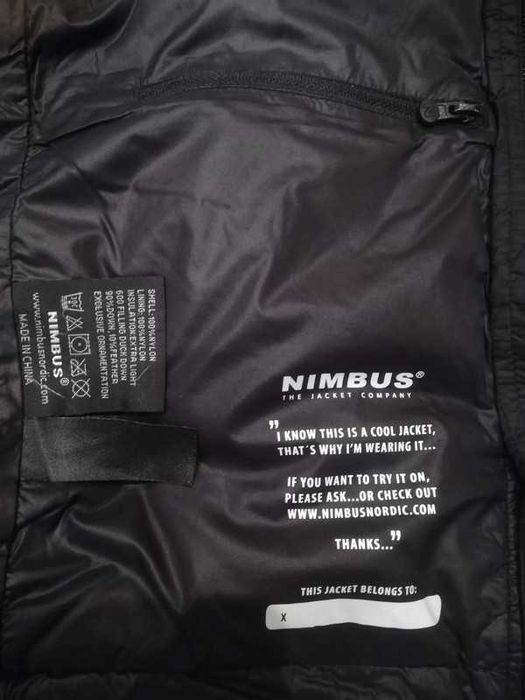 SHELL: 100%NYLON
LINING: 100%NYLON
INSULATION:EXTRA LIGHT
600 FILLING DUCK DOWN
90%DOWN, 10%FEATHER
EXCLUSIVE ORNAMENTATION
NIMBUS®
www.nimbusnordic.com
MADE IN CHINA
NIMBUS®
THE JACKET COMPANY
"I KNOW THIS IS A COOL JACKET,
THAT´S WHY I'M WEARING IT...
IF YOU WANT TO TRY IT ON,
PLEASE ASK...OR CHECK OUT
WWW.NIMBUSNORDIC.COM
THANKS..."
THIS JACKET BELONGS TO:
X